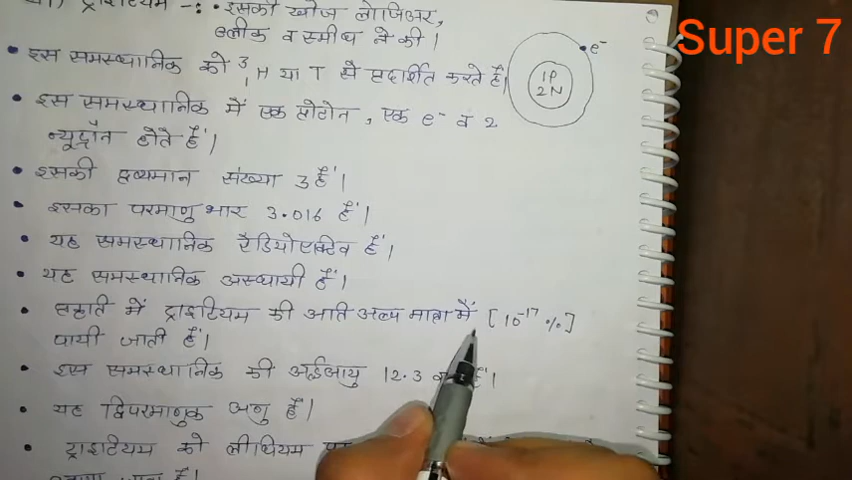 ट्राइटियम -: • इसकी खोज लोजिअर,
ओलीक व स्मीथ ने की।
Super 7
• इस समस्थानिक को ³₁H या T से प्रदर्शित करते हैं।
e⁻
1P
2N
• इस समस्थानिक में एक प्रोटोन, एक e⁻ व 2
न्यूट्रॉन होते हैं।
• इसकी द्रव्यमान संख्या 3 हैं।
• इसका परमाणु भार 3.016 हैं।
• यह समस्थानिक रेडियोएक्टिव हैं।
• यह समस्थानिक अस्थायी हैं।
• प्रकृति में ट्राइटियम की अति अल्प मात्रा में [10⁻¹⁷ %]
पायी जाती हैं।
• इस समस्थानिक की अर्द्धआयु 12.3 हैं।
• यह द्विपरमाणुक अणु हैं।
• ट्राइटियम को लीथियम